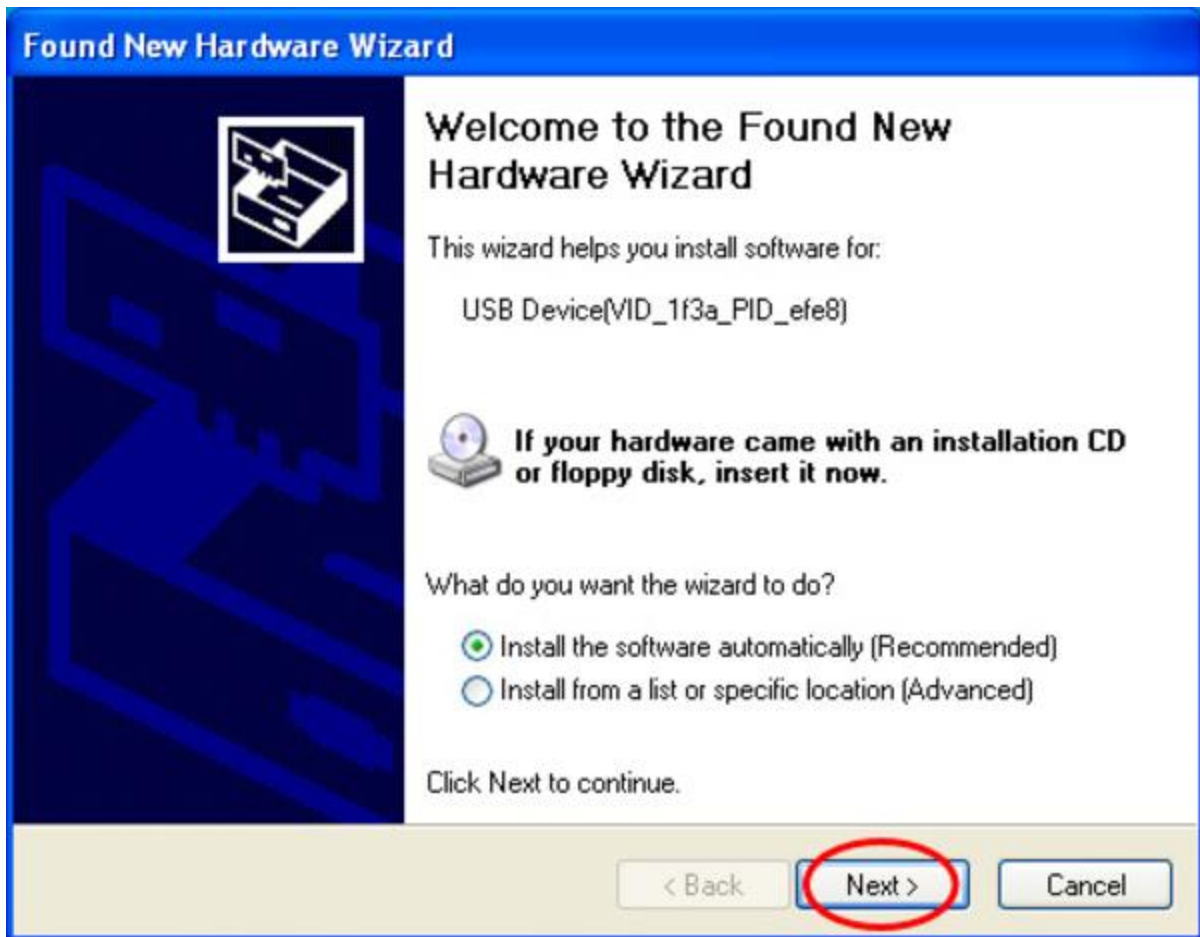 Found New Hardware Wizard
Welcome to the Found New
Hardware Wizard
This wizard helps you install software for:
USB Device(VID_1f3a_PID_efe8)
If your hardware came with an installation CD
or floppy disk, insert it now.
What do you want the wizard to do?
Install the software automatically (Recommended)
Install from a list or specific location (Advanced)
Click Next to continue.
< Back
Next >
Cancel